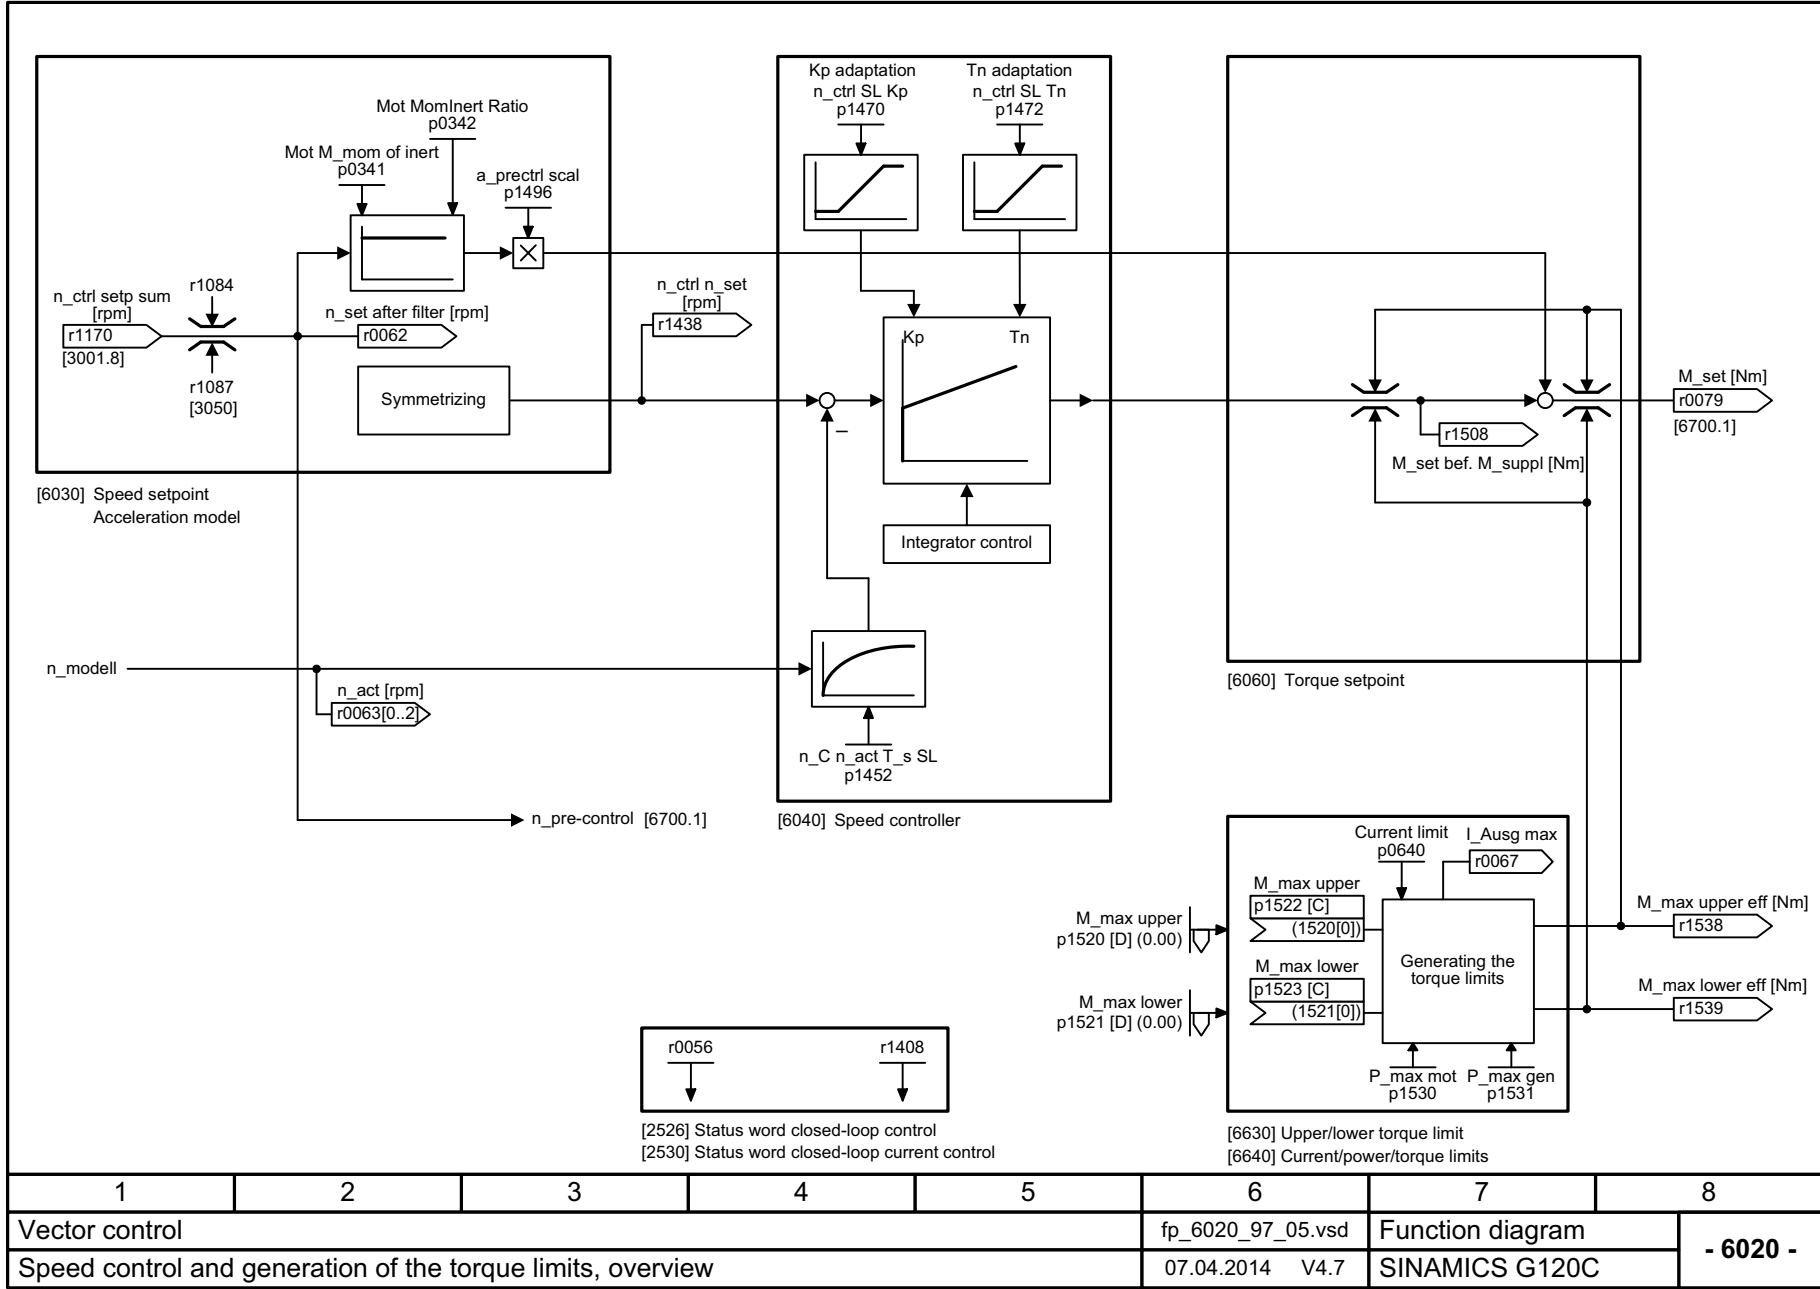 Mot MomInert Ratio
p0342
Mot M_mom of inert
p0341
a_prectrl scal
p1496
n_ctrl setp sum
[rpm]
r1170
[3001.8]
r1084
r1087
[3050]
n_set after filter [rpm]
r0062
Symmetrizing
[6030] Speed setpoint
Acceleration model
n_ctrl n_set
[rpm]
r1438
Kp adaptation
n_ctrl SL Kp
p1470
Tn adaptation
n_ctrl SL Tn
p1472
Kp
Tn
–
Integrator control
n_modell
n_act [rpm]
r0063[0..2]
n_C n_act T_s SL
p1452
n_pre-control [6700.1]
[6040] Speed controller
r1508
M_set bef. M_suppl [Nm]
M_set [Nm]
r0079
[6700.1]
[6060] Torque setpoint
Current limit
p0640
I_Ausg max
r0067
M_max upper
p1520 [D] (0.00)
M_max upper
p1522 [C]
(1520[0])
M_max lower
p1521 [D] (0.00)
M_max lower
p1523 [C]
(1521[0])
Generating the
torque limits
M_max upper eff [Nm]
r1538
M_max lower eff [Nm]
r1539
P_max mot
p1530
P_max gen
p1531
[6630] Upper/lower torque limit
[6640] Current/power/torque limits
r0056
r1408
[2526] Status word closed-loop control
[2530] Status word closed-loop current control
1 2 3 4 5 6 7 8
Vector control
fp_6020_97_05.vsd
Function diagram
- 6020 -
Speed control and generation of the torque limits, overview
07.04.2014 V4.7
SINAMICS G120C